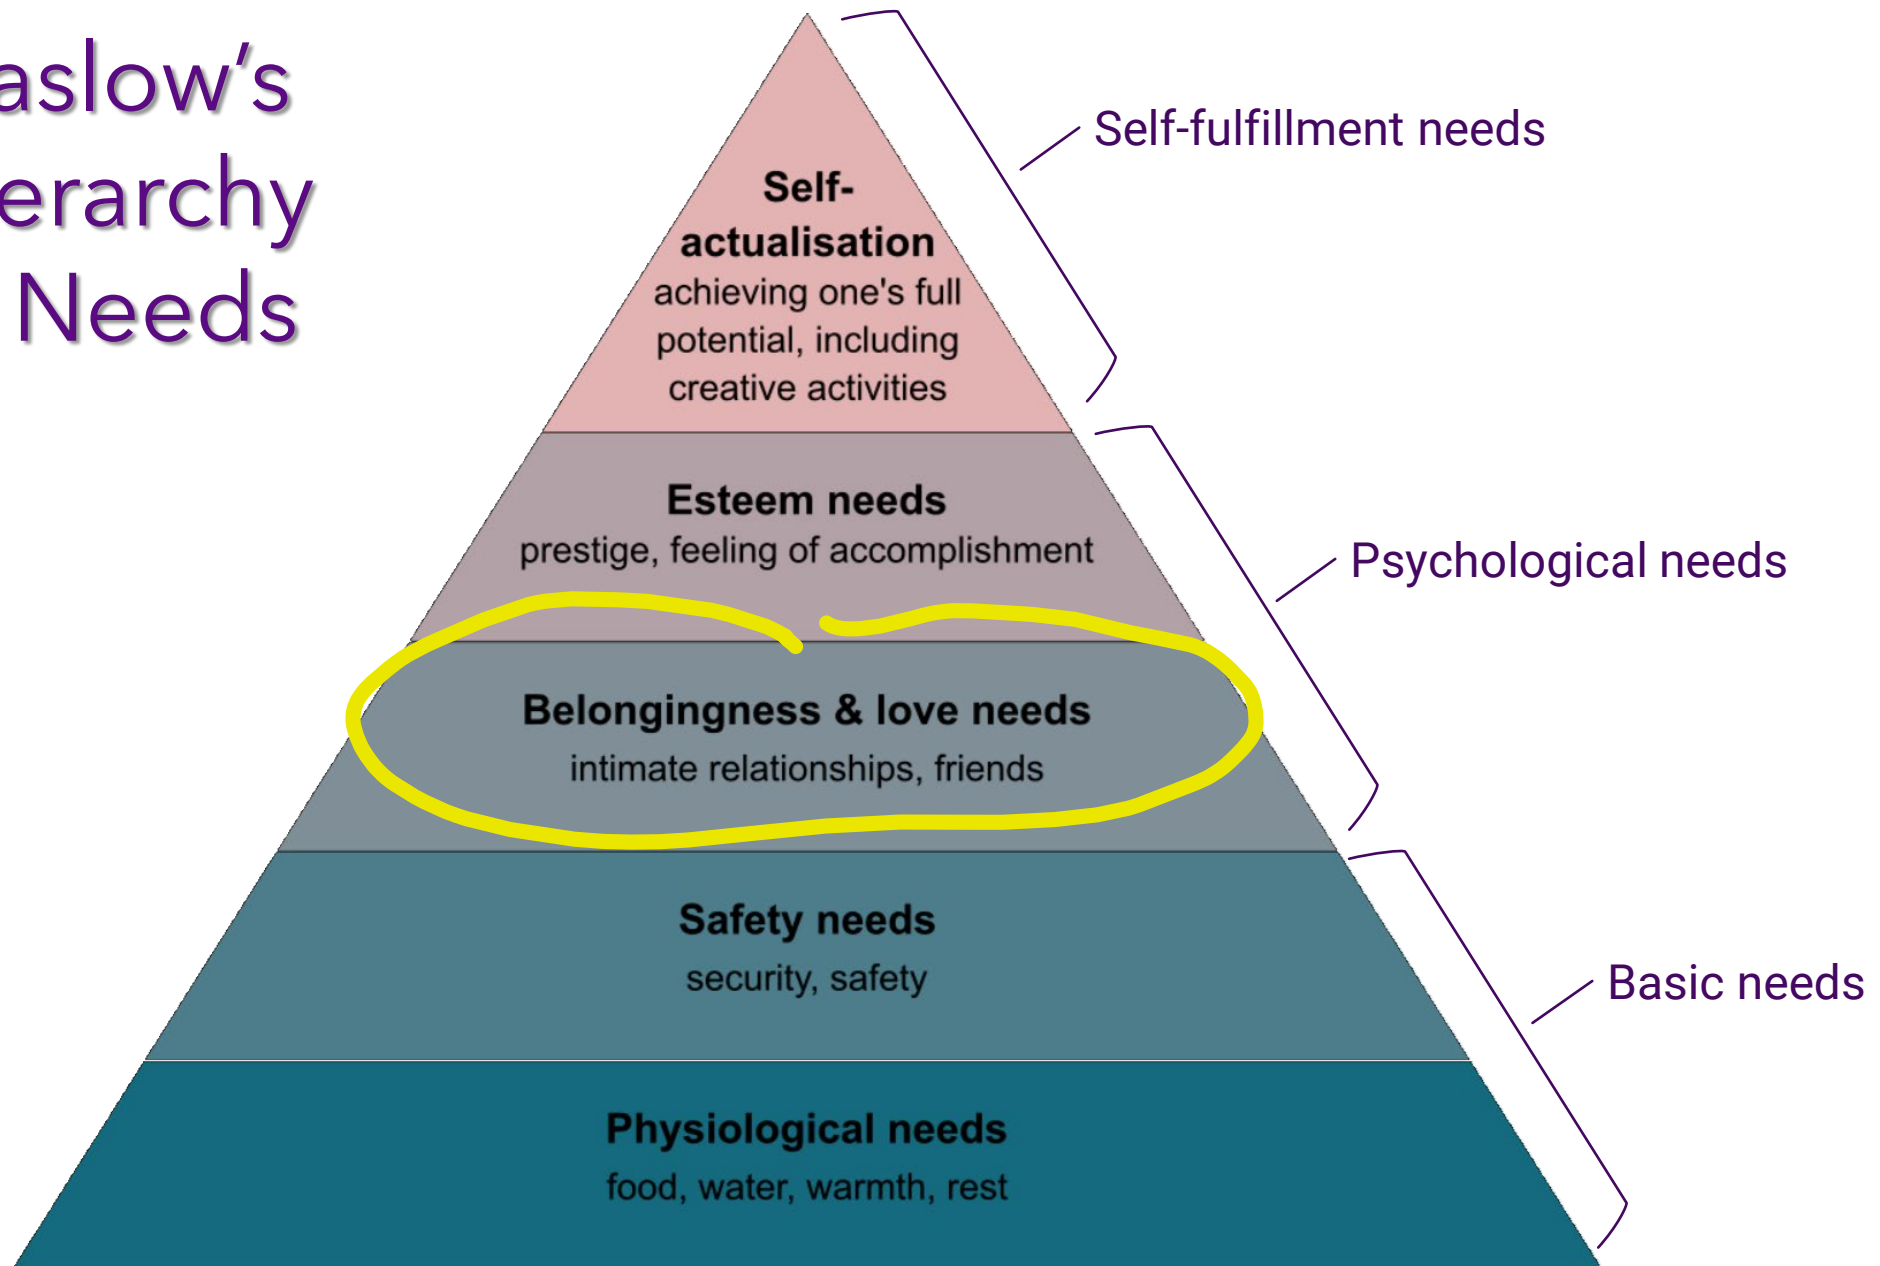 aslow's
erarchy
Needs
Self-fulfillment needs
Self-
actualisation
achieving one's full
potential, including
creative activities
Esteem needs
prestige, feeling of accomplishment
Psychological needs
Belongingness & love needs
intimate relationships, friends
Safety needs
security, safety
Basic needs
Physiological needs
food, water, warmth, rest